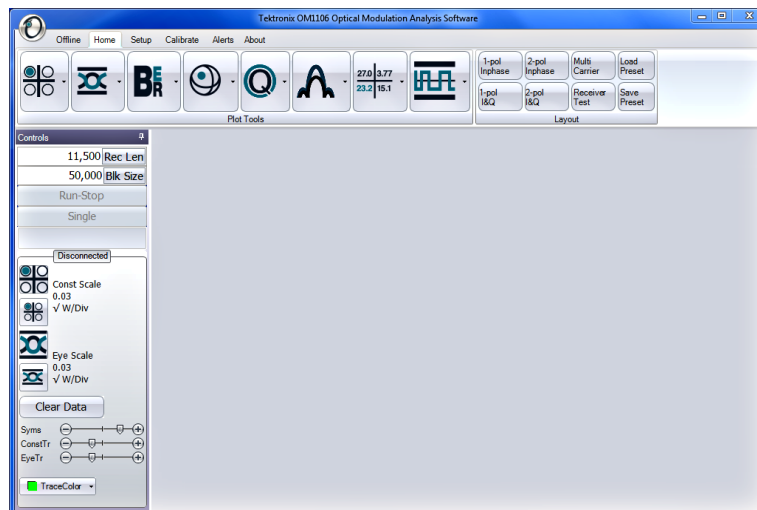 Tektronix OM1106 Optical Modulation Analysis Software
Offline Home Setup Calibrate Alerts About
BER
Q
27.0 3.77
23.2 15.1
1-pol Inphase
2-pol Inphase
Multi Carrier
Load Preset
1-pol I&Q
2-pol I&Q
Receiver Test
Save Preset
Plot Tools
Layout
Controls
11,500 Rec Len
50,000 Blk Size
Run-Stop
Single
Disconnected
Const Scale
0.03
√ W/Div
Eye Scale
0.03
√ W/Div
Clear Data
Syms
ConstTr
EyeTr
TraceColor